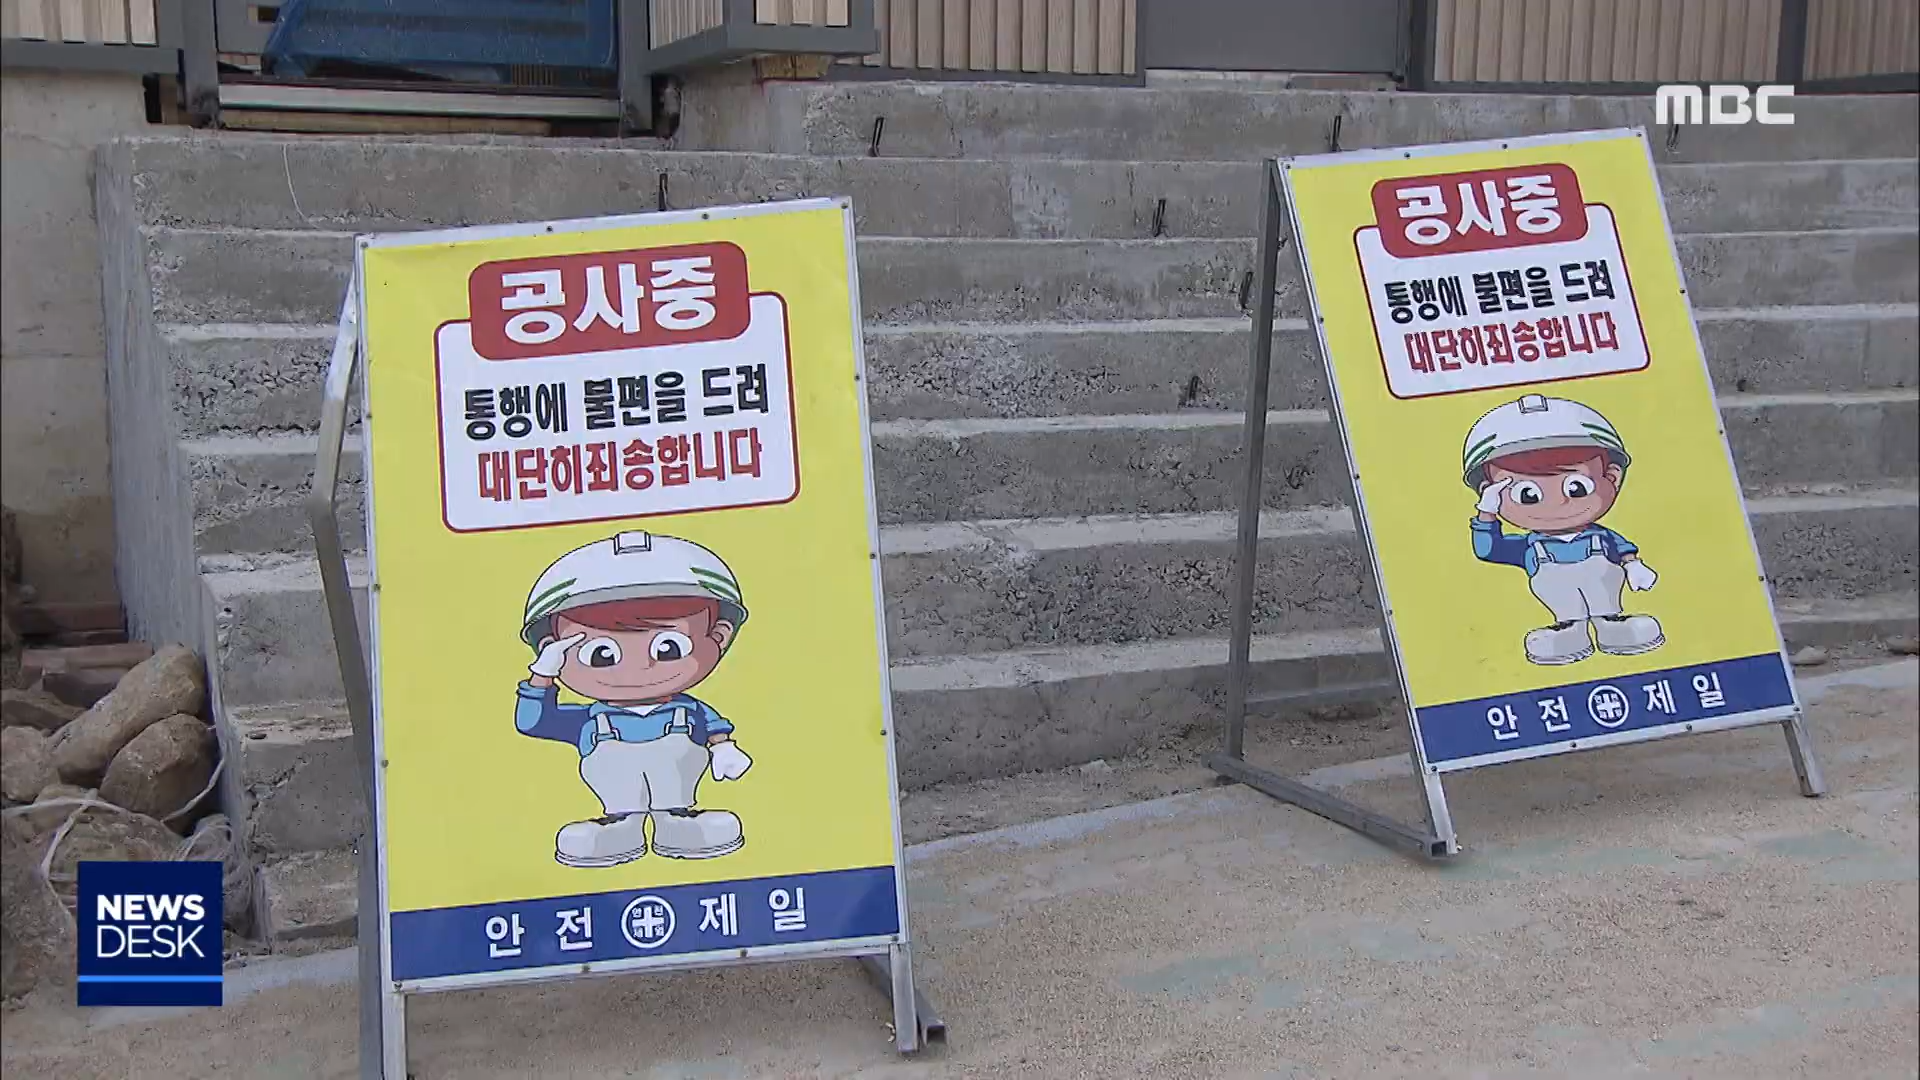 MBC
공사중
통행에 불편을 드려
대단히죄송합니다
안전 제일
공사중
통행에 불편을 드려
대단히죄송합니다
안전 제일
NEWS
DESK